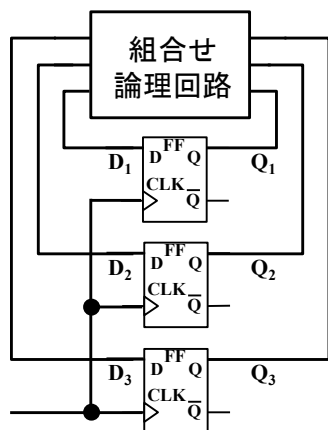 組合せ
論理回路
D₁ D FF Q Q₁
CLK Q̅
D₂ D FF Q Q₂
CLK Q̅
D₃ D FF Q Q₃
CLK Q̅